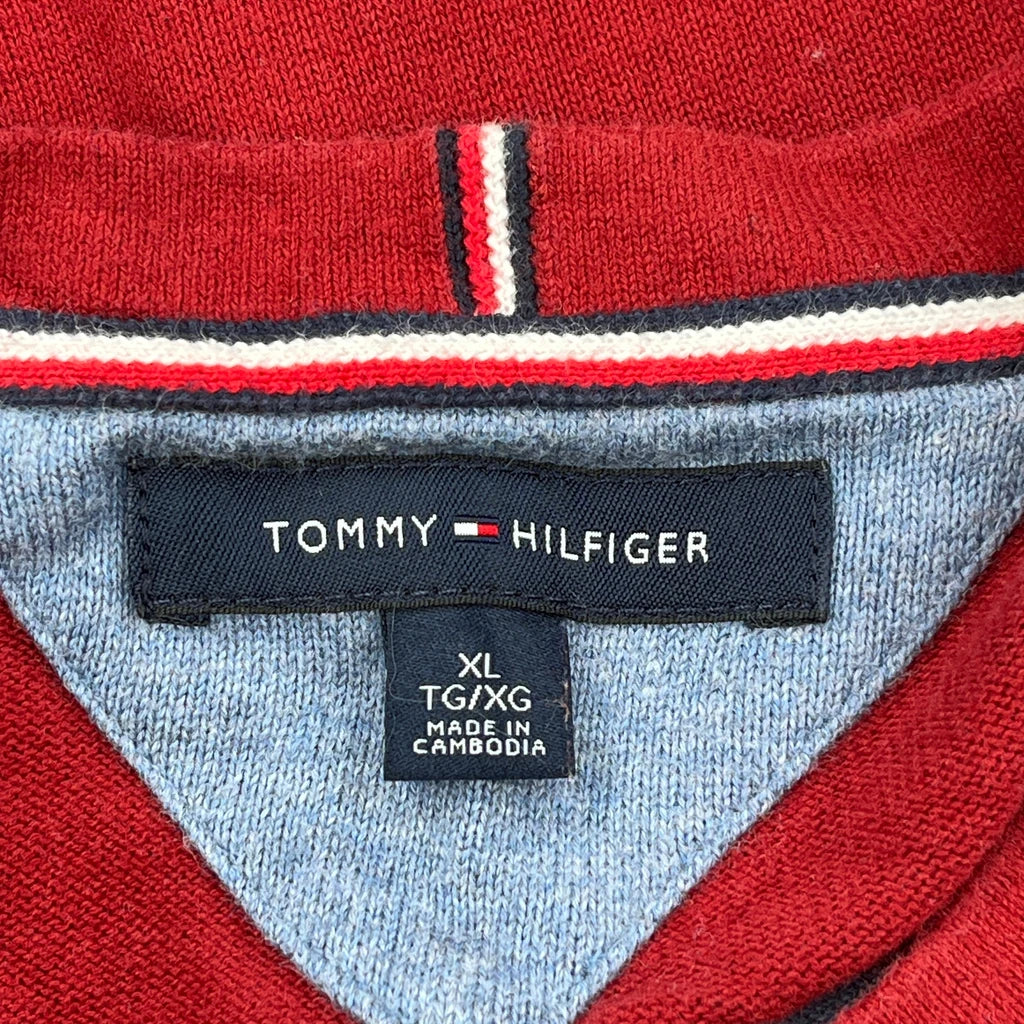 TOMMY HILFIGER
XL
TG/XG
MADE IN
CAMBODIA